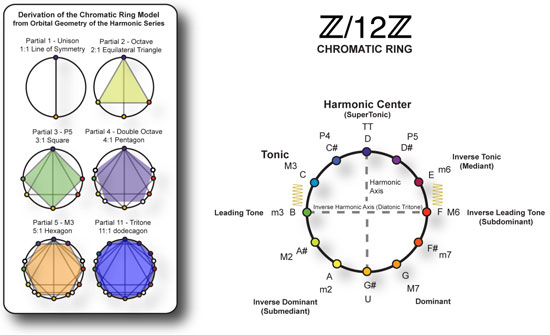 Derivation of the Chromatic Ring Model
from Orbital Geometry of the Harmonic Series
Partial 1 - Unison
1:1 Line of Symmetry
Partial 2 - Octave
2:1 Equilateral Triangle
Partial 3 - P5
3:1 Square
Partial 4 - Double Octave
4:1 Pentagon
Partial 5 - M3
5:1 Hexagon
Partial 11 - Tritone
11:1 dodecagon
ℤ/12ℤ
CHROMATIC RING
Harmonic Center
(SuperTonic)
TT
D
P4
C#
P5
D#
Tonic
M3
C
E
m6
Inverse Tonic
(Mediant)
Harmonic
Axis
Leading Tone
m3
B
Inverse Harmonic Axis (Diatonic Tritone)
F
M6
Inverse Leading Tone
(Subdominant)
M2
A#
F#
m7
A
m2
G#
U
G
M7
Inverse Dominant
(Submediant)
Dominant